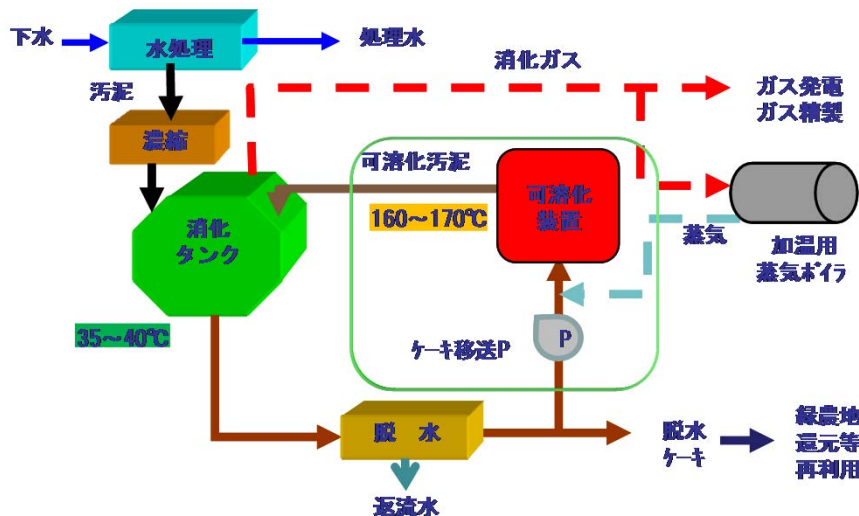 下水
水処理
処理水
消化ガス
ガス発電
ガス精製
汚泥
濃縮
可溶化汚泥
可溶化
装置
160～170℃
消化
タンク
蒸気
加温用
蒸気ﾎﾞｲﾗ
35～40℃
ｹｰｷ移送P
P
脱 水
脱水
ｹｰｷ
緑農地
還元等
再利用
返流水